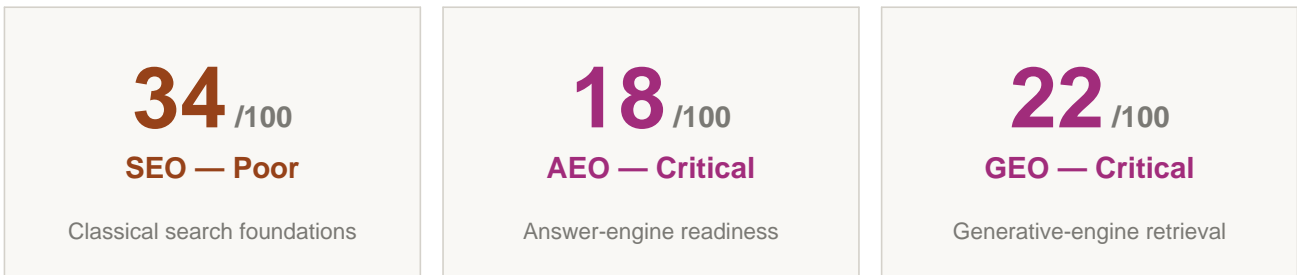 34 /100
SEO — Poor
Classical search foundations
18 /100
AEO — Critical
Answer-engine readiness
22 /100
GEO — Critical
Generative-engine retrieval